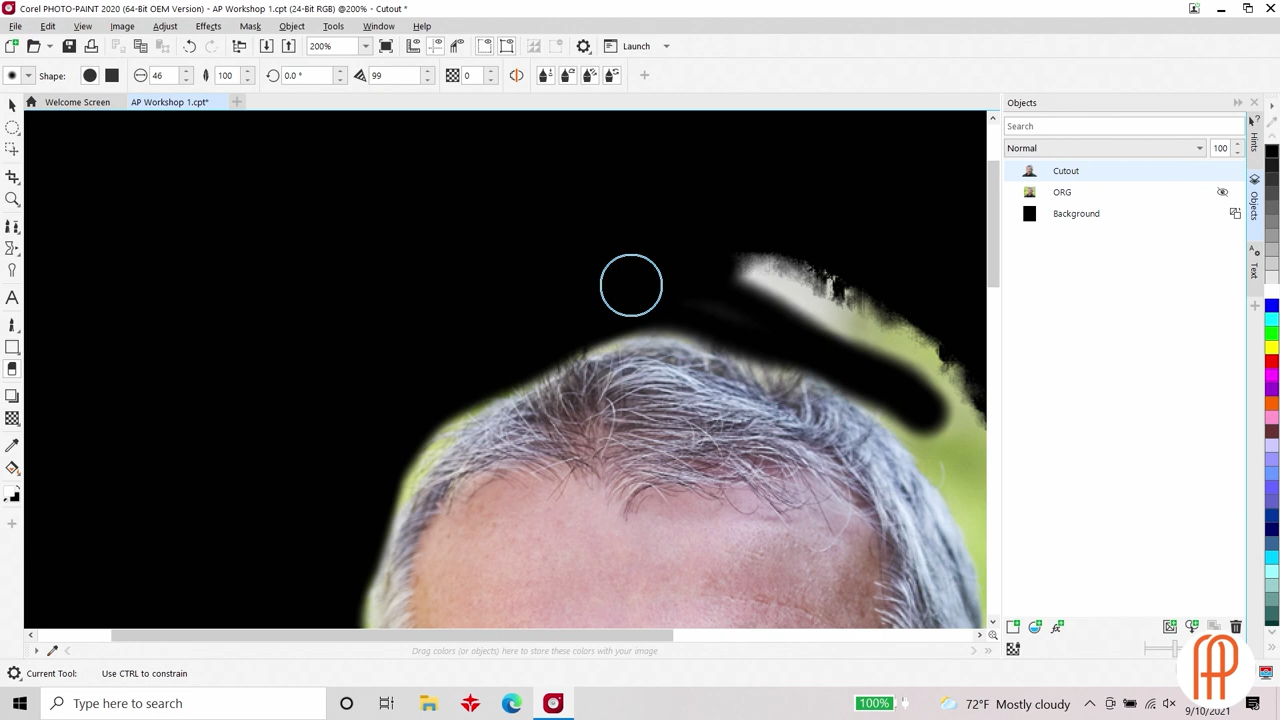 Corel PHOTO-PAINT 2020 (64-Bit OEM Version) - AP Workshop 1.cpt (24-Bit RGB) @200% - Cutout *
File Edit View Image Adjust Effects Mask Object Tools Window Help
200% Launch
Shape: 46 100 0.0 ° 99 0
Welcome Screen AP Workshop 1.cpt*
Objects
Search
Normal 100
Cutout
ORG
Background
Hints
Objects
Text
Drag colors (or objects) here to store these colors with your image
Current Tool: Use CTRL to constrain
Type here to search 100% 72°F Mostly cloudy
9/10/2021